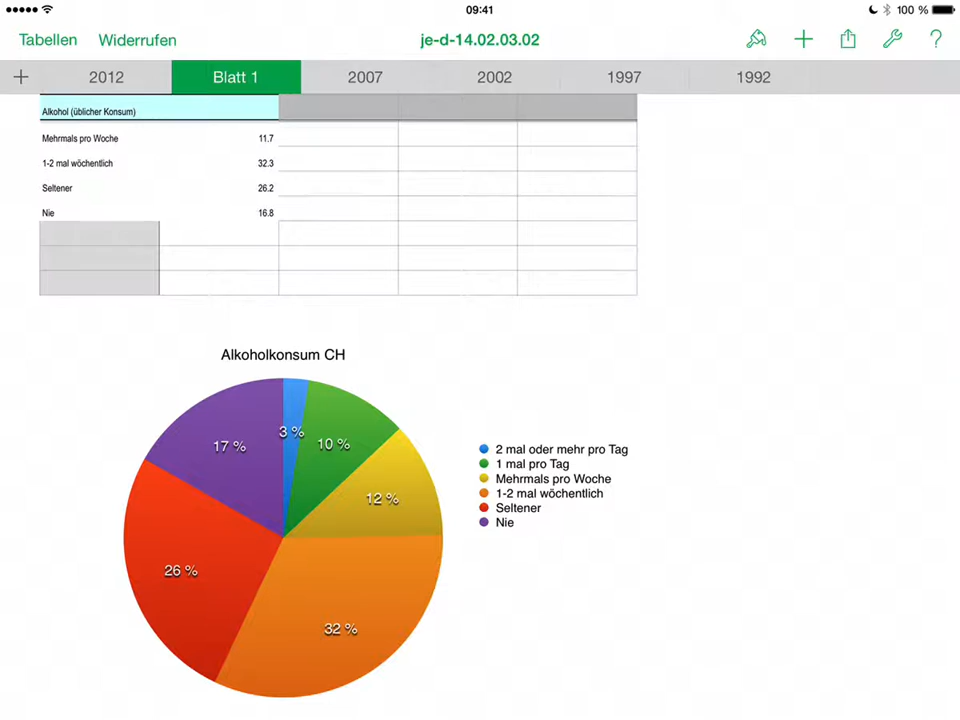 09:41
100 %
Tabellen Widerrufen je-d-14.02.03.02 ?
2012 Blatt 1 2007 2002 1997 1992
Alkohol (üblicher Konsum)
Mehrmals pro Woche 11.7
1-2 mal wöchentlich 32.3
Seltener 26.2
Nie 16.8
Alkoholkonsum CH
3 %
10 %
17 %
12 %
26 %
32 %
2 mal oder mehr pro Tag
1 mal pro Tag
Mehrmals pro Woche
1-2 mal wöchentlich
Seltener
Nie